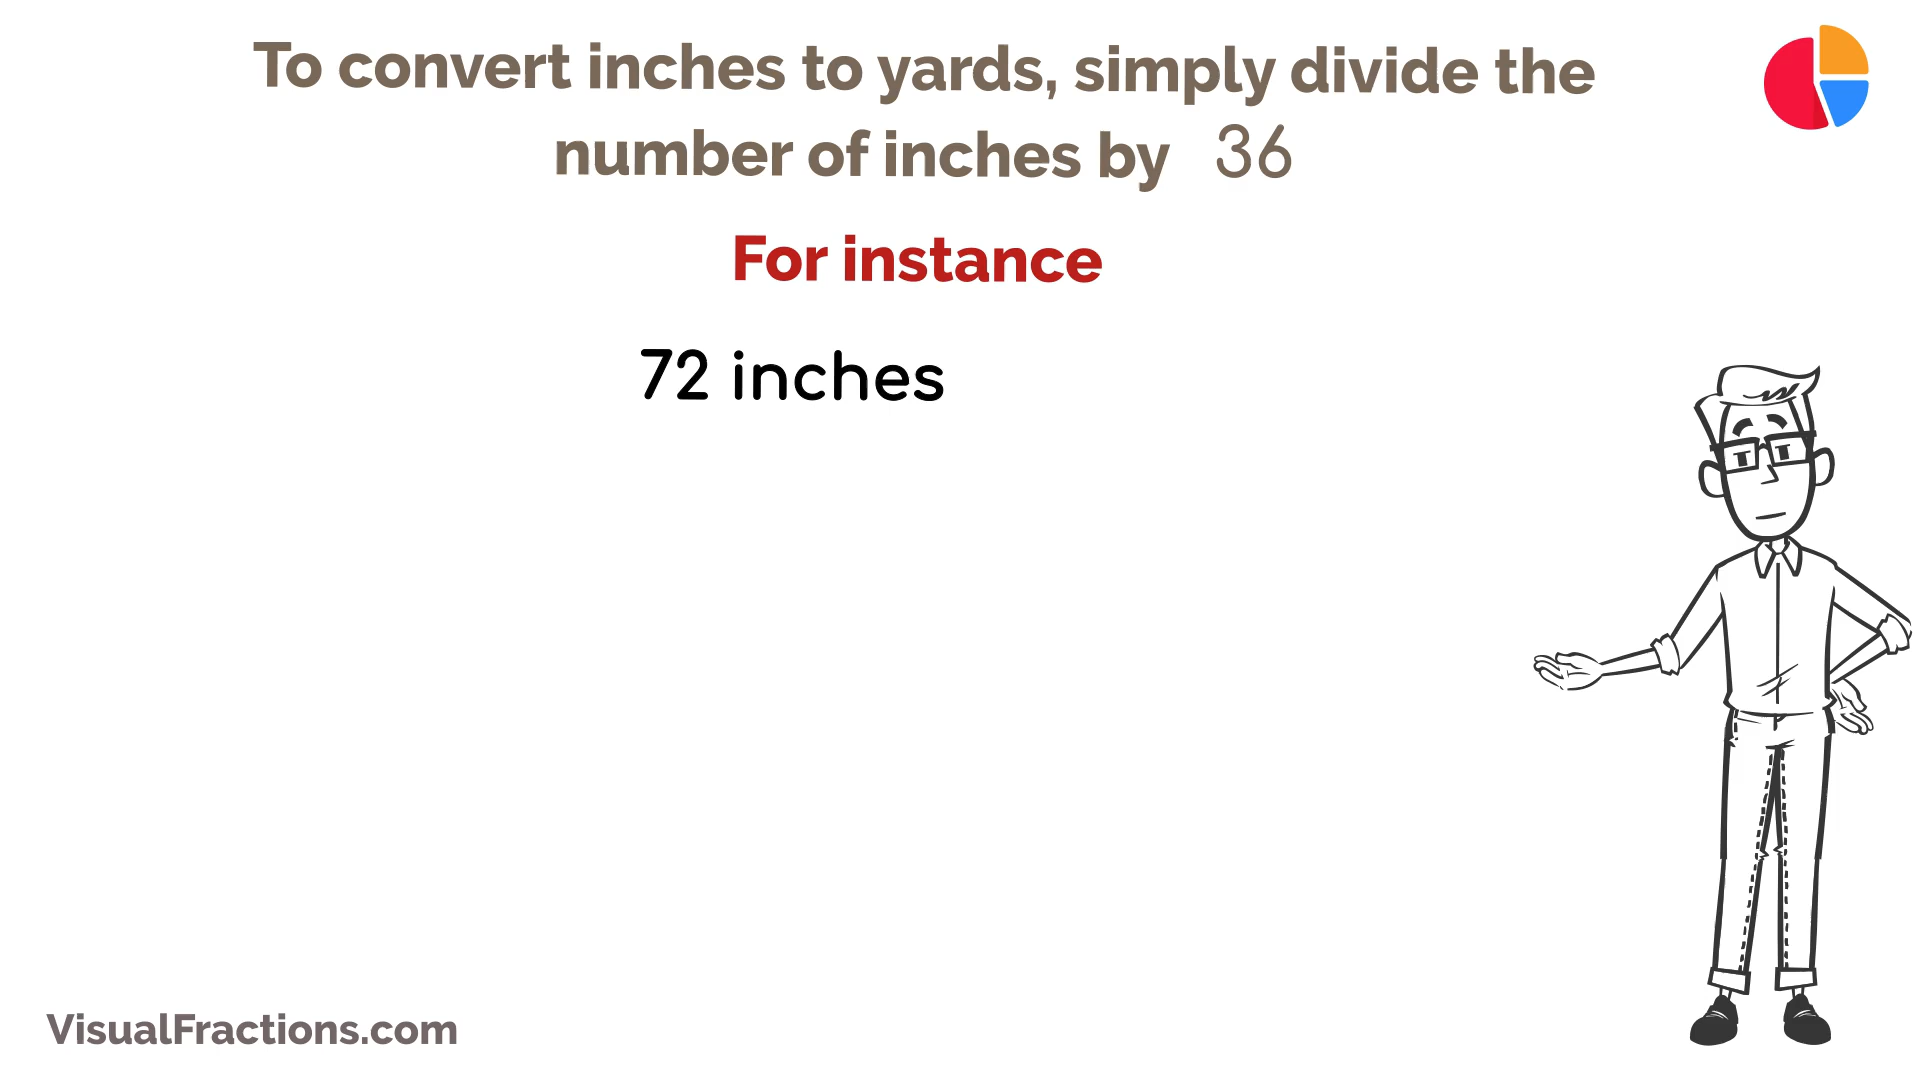 To convert inches to yards, simply divide the
number of inches by 36
For instance
72 inches
VisualFractions.com